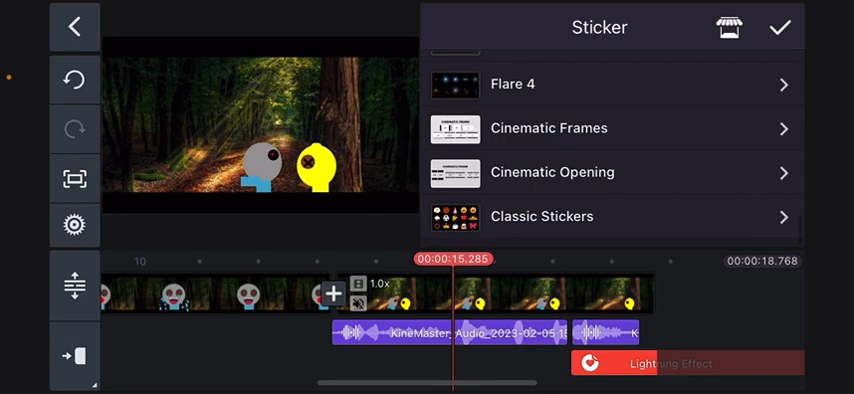 Sticker
Flare 4
Cinematic Frames
Cinematic Opening
Classic Stickers
10
00:00:15.285
00:00:18.768
1.0x
KineMaster_Audio_2023-02-05 15
K
Lightning Effect